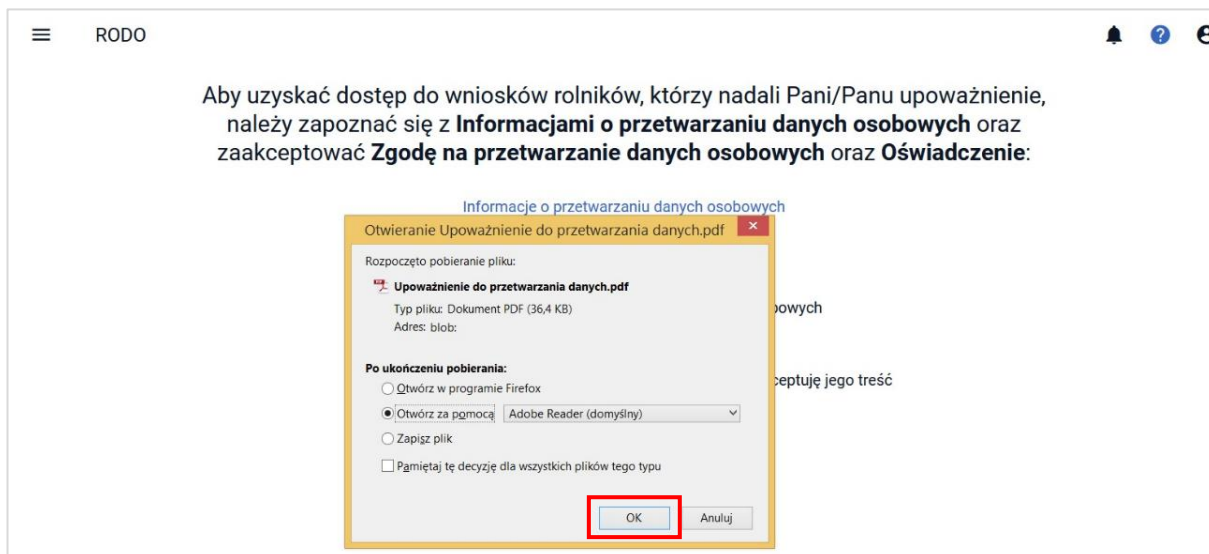 RODO
Aby uzyskać dostęp do wniosków rolników, którzy nadali Pani/Panu upoważnienie,
należy zapoznać się z Informacjami o przetwarzaniu danych osobowych oraz
zaakceptować Zgodę na przetwarzanie danych osobowych oraz Oświadczenie:
Informacje o przetwarzaniu danych osobowych
Otwieranie Upoważnienie do przetwarzania danych.pdf
Rozpoczęto pobieranie pliku:
Upoważnienie do przetwarzania danych.pdf
Typ pliku: Dokument PDF (36,4 KB)
owych
Adres: blob:
Po ukończeniu pobierania:
ceptuję jego treść
Otwórz w programie Firefox
Otwórz za pomocą Adobe Reader (domyślny)
Zapisz plik
Pamiętaj tę decyzję dla wszystkich plików tego typu
OK Anuluj